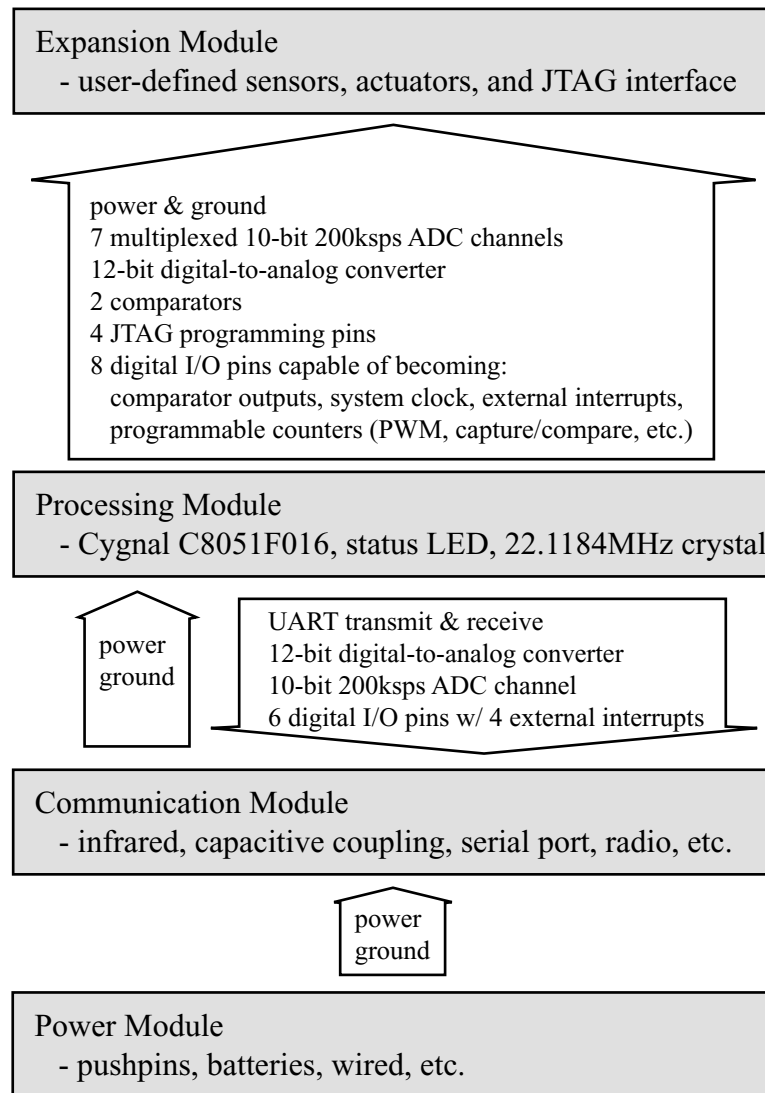 Expansion Module
- user-defined sensors, actuators, and JTAG interface
power & ground
7 multiplexed 10-bit 200ksps ADC channels
12-bit digital-to-analog converter
2 comparators
4 JTAG programming pins
8 digital I/O pins capable of becoming:
comparator outputs, system clock, external interrupts,
programmable counters (PWM, capture/compare, etc.)
Processing Module
- Cygnal C8051F016, status LED, 22.1184MHz crystal
power
ground
UART transmit & receive
12-bit digital-to-analog converter
10-bit 200ksps ADC channel
6 digital I/O pins w/ 4 external interrupts
Communication Module
- infrared, capacitive coupling, serial port, radio, etc.
power
ground
Power Module
- pushpins, batteries, wired, etc.